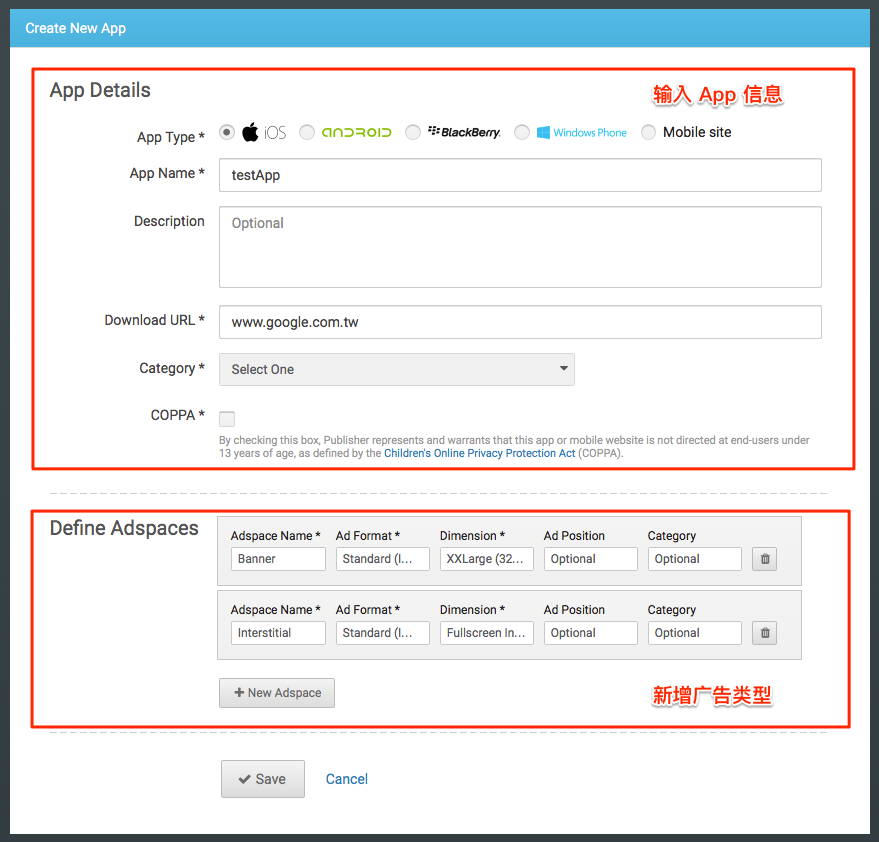 Create New App
App Details
输入 App 信息
App Type *
iOS
ANDROID
BlackBerry.
Windows Phone
Mobile site
App Name *
testApp
Description
Optional
Download URL *
www.google.com.tw
Category *
Select One
COPPA *
By checking this box, Publisher represents and warrants that this app or mobile website is not directed at end-users under
13 years of age, as defined by the Children's Online Privacy Protection Act (COPPA).
Define Adspaces
Adspace Name * Ad Format * Dimension * Ad Position Category
Banner Standard (I... XXLarge (32... Optional Optional
Adspace Name * Ad Format * Dimension * Ad Position Category
Interstitial Standard (I... Fullscreen In... Optional Optional
+ New Adspace
新增广告类型
Save
Cancel